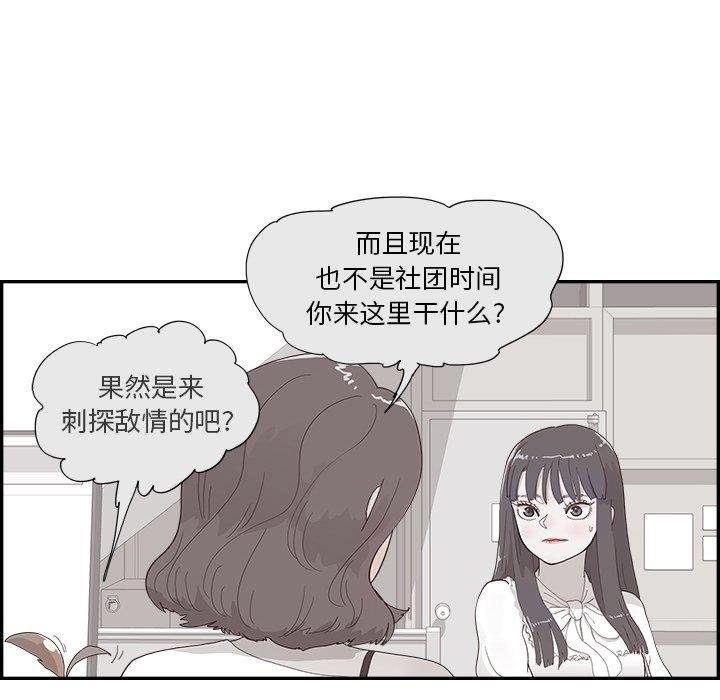 而且现在
也不是社团时间
你来这里干什么?
果然是来
刺探敌情的吧?